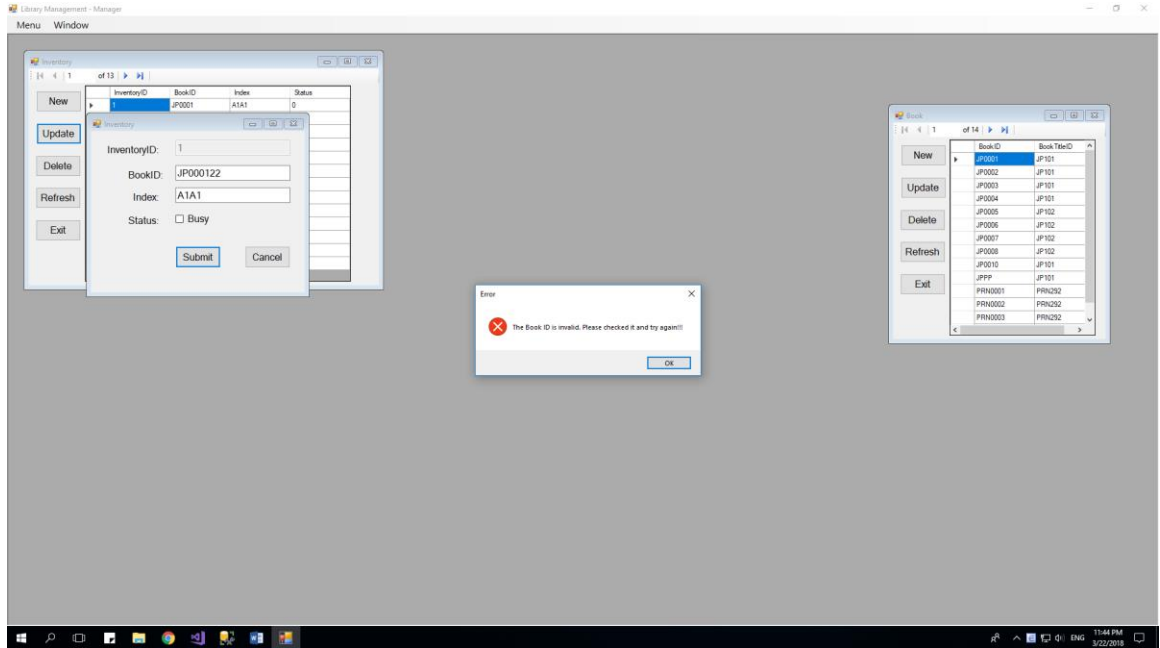 Library Management - Manager
Menu Window
Inventory
1 of 13
InventoryID BookID Index Status
1 JP0001 A1A1 0
New
Update
Delete
Refresh
Exit
Inventory
InventoryID: 1
BookID: JP000122
Index: A1A1
Status: Busy
Submit Cancel
Error
The Book ID is invalid. Please checked it and try again!!!
OK
Book
1 of 14
New
Update
Delete
Refresh
Exit
BookID BookTitleID
JP0001 JP101
JP0002 JP101
JP0003 JP101
JP0004 JP101
JP0005 JP102
JP0006 JP102
JP0007 JP102
JP0008 JP102
JP0010 JP101
JPPP JP101
PRN0001 PRN292
PRN0002 PRN292
PRN0003 PRN292
ENG
11:44 PM
3/22/2018